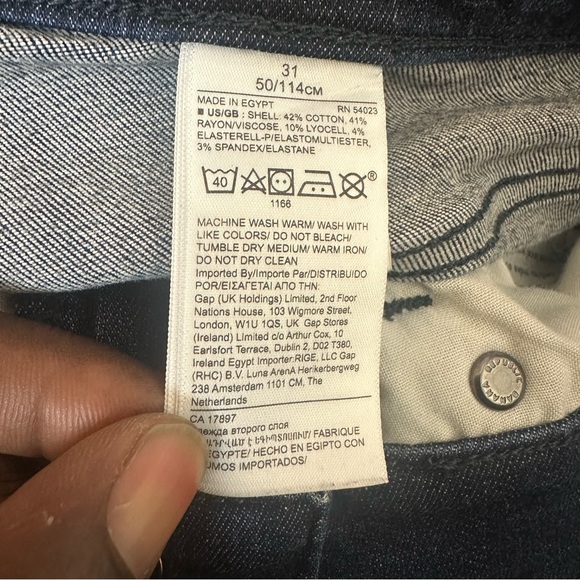 31
50/114CM
MADE IN EGYPT RN 54023
■ US/GB : SHELL: 42% COTTON, 41%
RAYON/VISCOSE, 10% LYOCELL, 4%
ELASTERELL-P/ELASTOMULTIESTER,
3% SPANDEX/ELASTANE
40 ®
1166
MACHINE WASH WARM/ WASH WITH
LIKE COLORS/ DO NOT BLEACH/
TUMBLE DRY MEDIUM/ WARM IRON/
DO NOT DRY CLEAN
Imported By/Importe Par/DISTRIBUIDO
POR/ΕΙΣΑΓΕΤΑΙ ΑΠΟ ΤΗΝ:
Gap (UK Holdings) Limited, 2nd Floor
Nations House, 103 Wigmore Street,
London, W1U 1QS, UK Gap Stores
(Ireland) Limited c/o Arthur Cox, 10
Earlsfort Terrace, Dublin 2, D02 T380,
Ireland Egypt Importer:RIGE, LLC Gap
(RHC) B.V. Luna ArenA Herikerbergweg
238 Amsterdam 1101 CM, The
Netherlands
CA 17897
второго слоя
Է ԵԳԻՊՏՈՍՈՒՄ/ FABRIQUE
EGYPTE/ HECHO EN EGIPTO CON
IMPORTADOS/
REPUBLIC BANANA